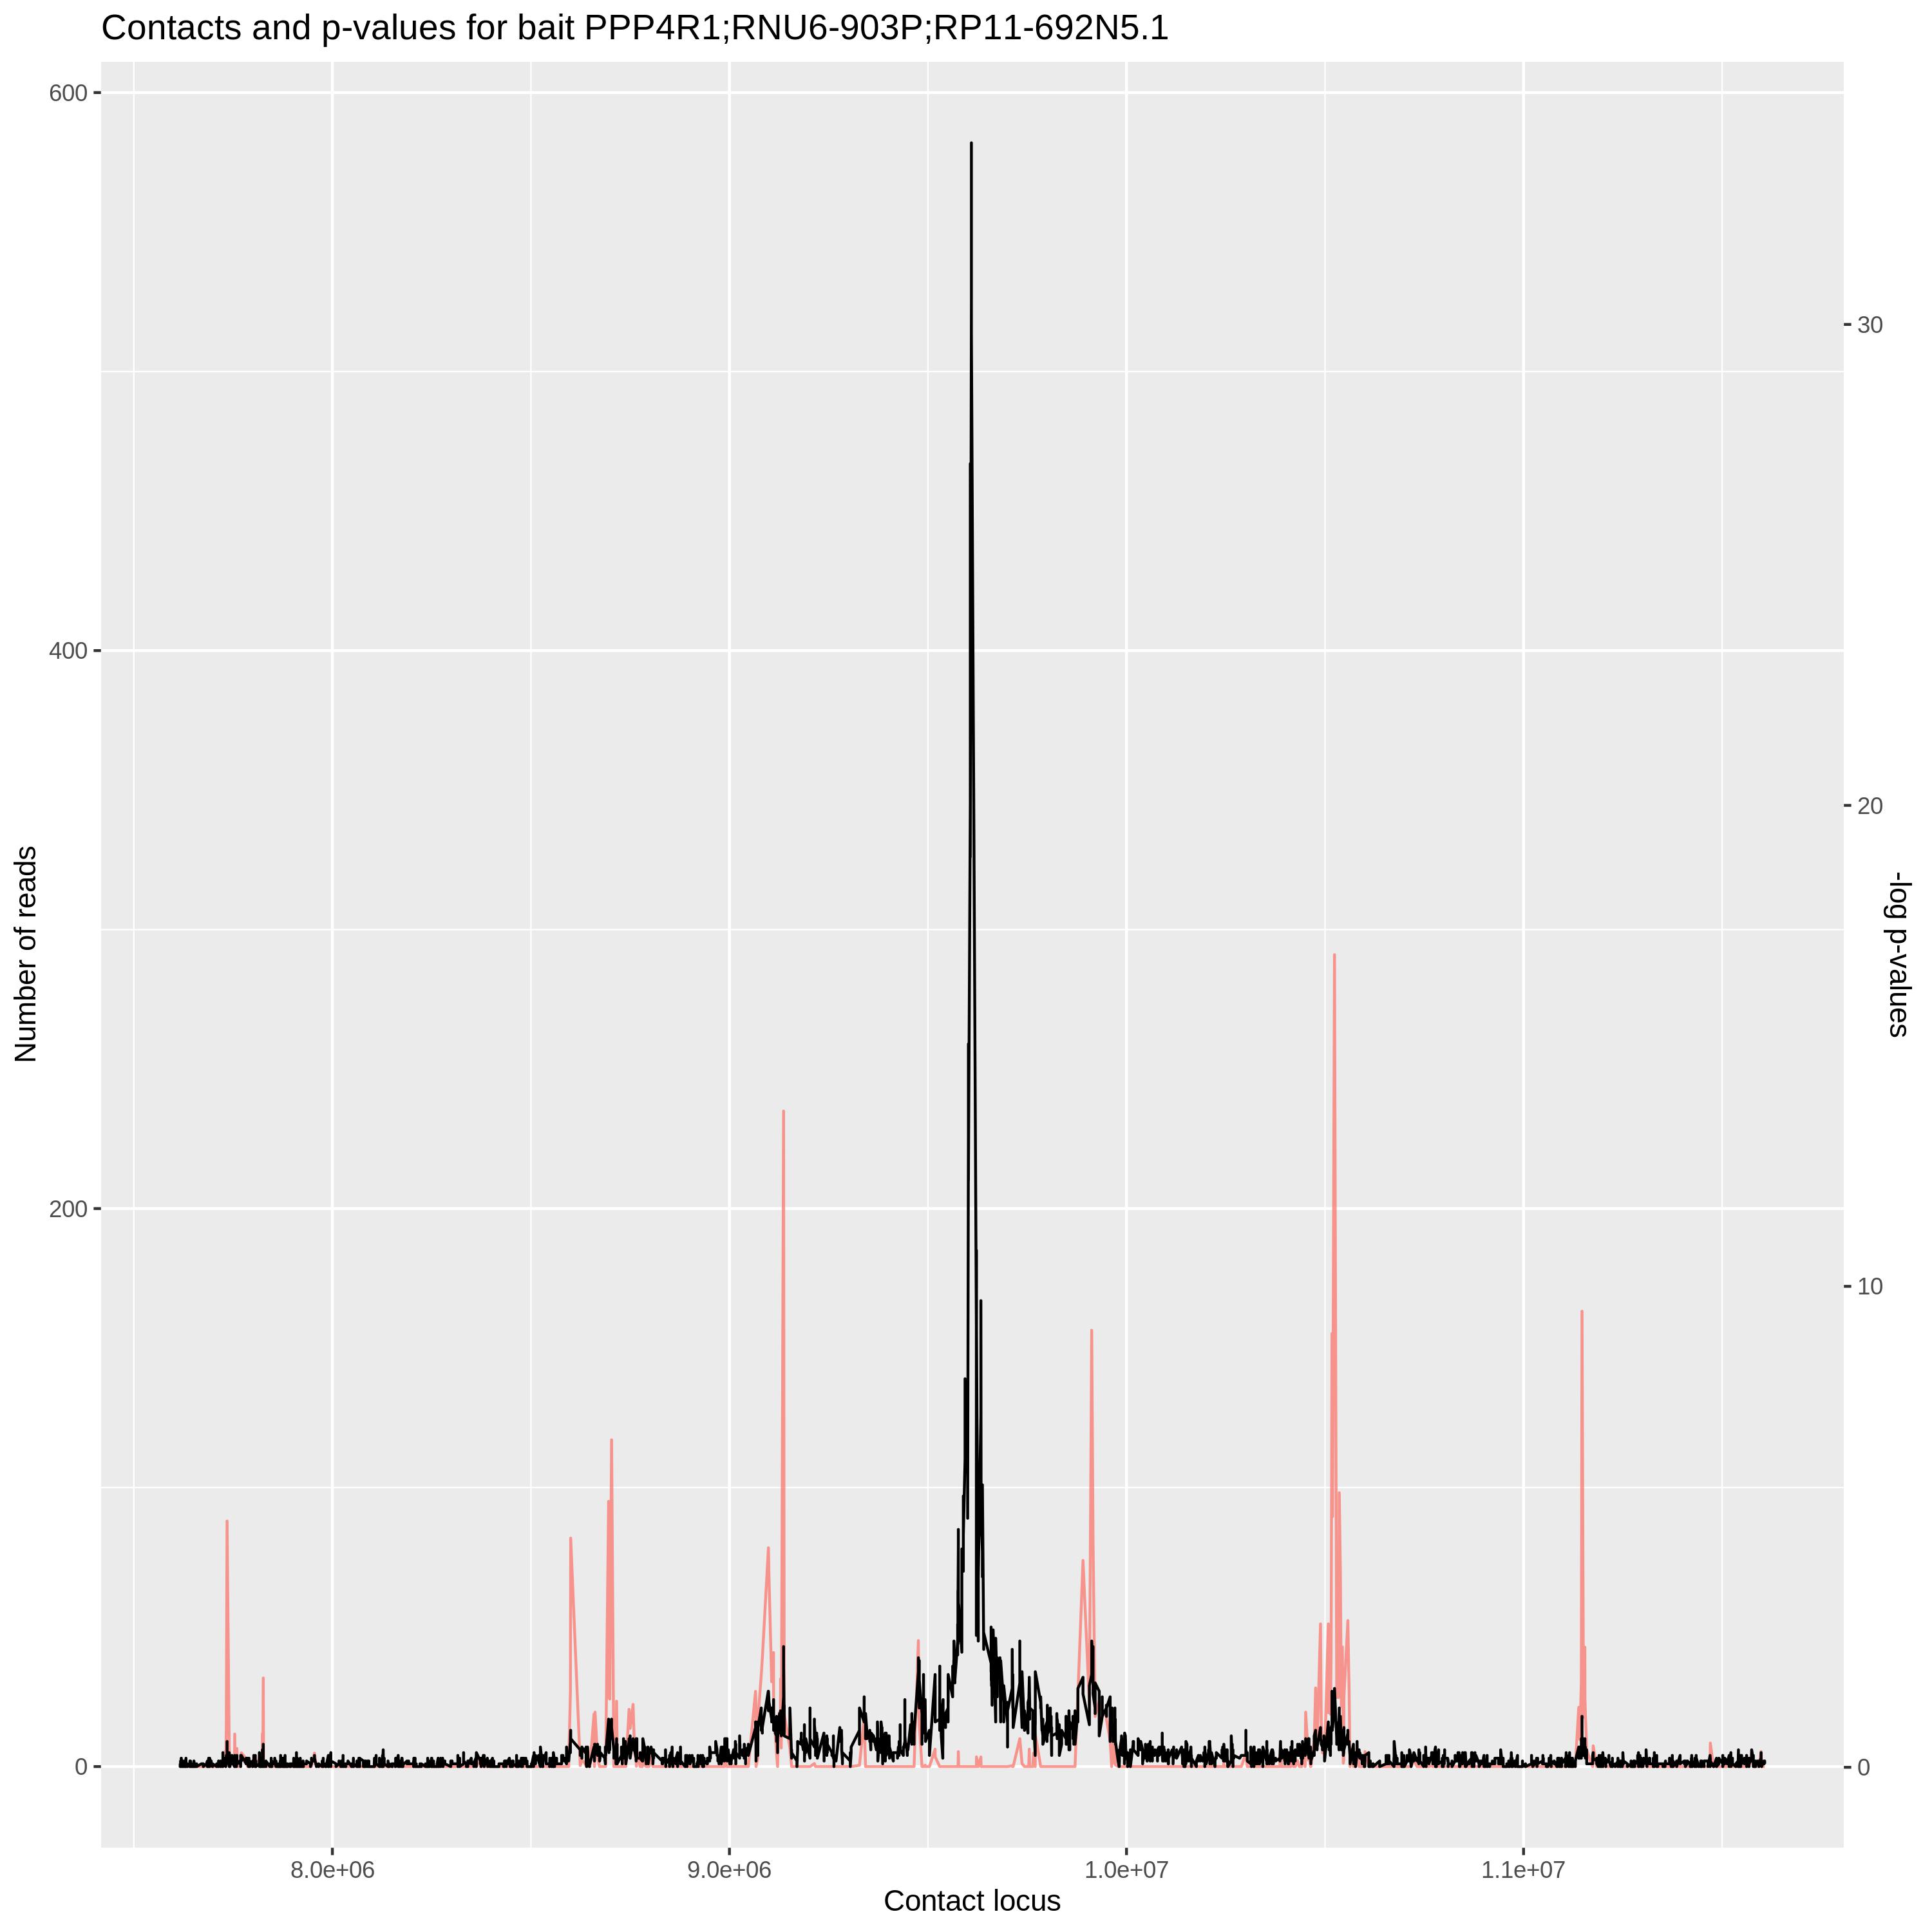 Contacts and p-values for bait PPP4R1;RNU6-903P;RP11-692N5.1
600
400
200
0
Number of reads
30
20
10
0
-log p-values
8.0e+06
9.0e+06
1.0e+07
1.1e+07
Contact locus